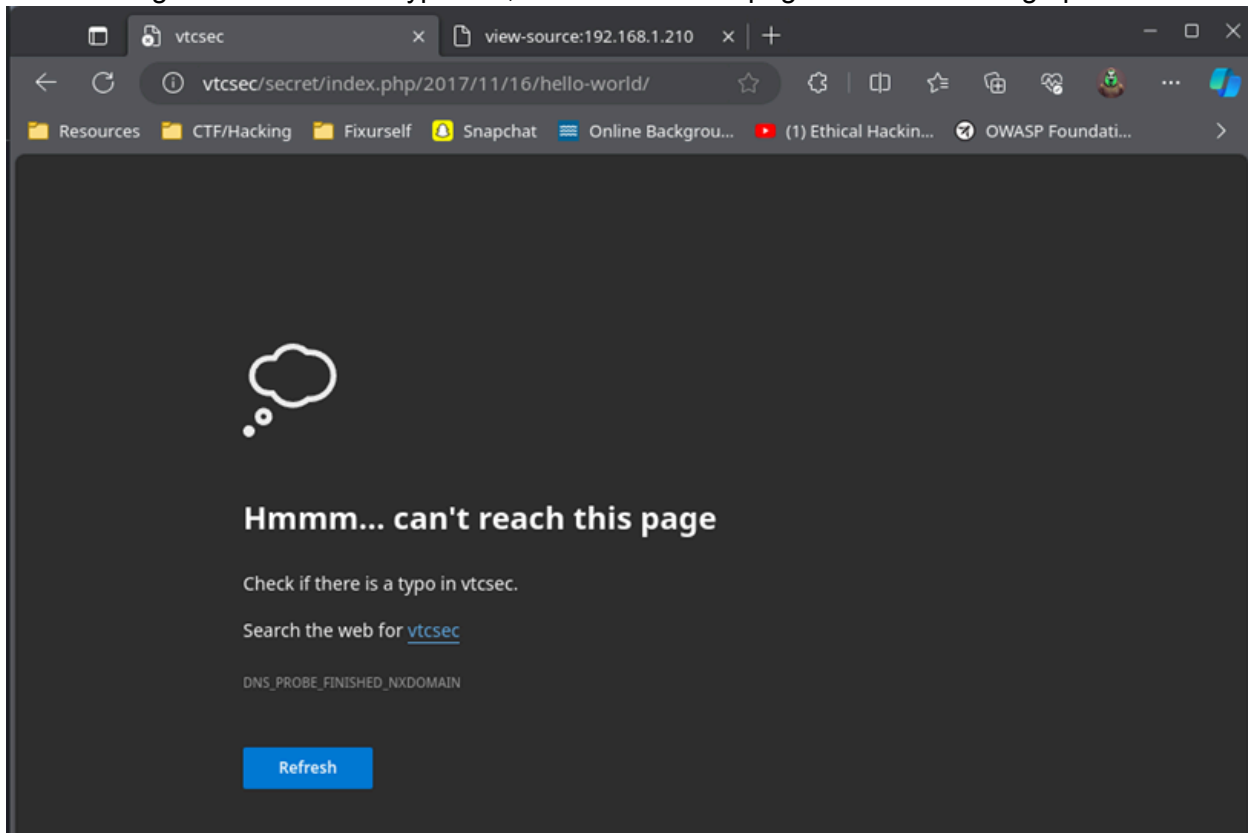 vtcsec
view-source:192.168.1.210
vtcsec/secret/index.php/2017/11/16/hello-world/
Resources CTF/Hacking Fixurself Snapchat Online Backgrou... (1) Ethical Hackin... OWASP Foundati...
Hmmm... can't reach this page
Check if there is a typo in vtcsec.
Search the web for vtcsec
DNS_PROBE_FINISHED_NXDOMAIN
Refresh